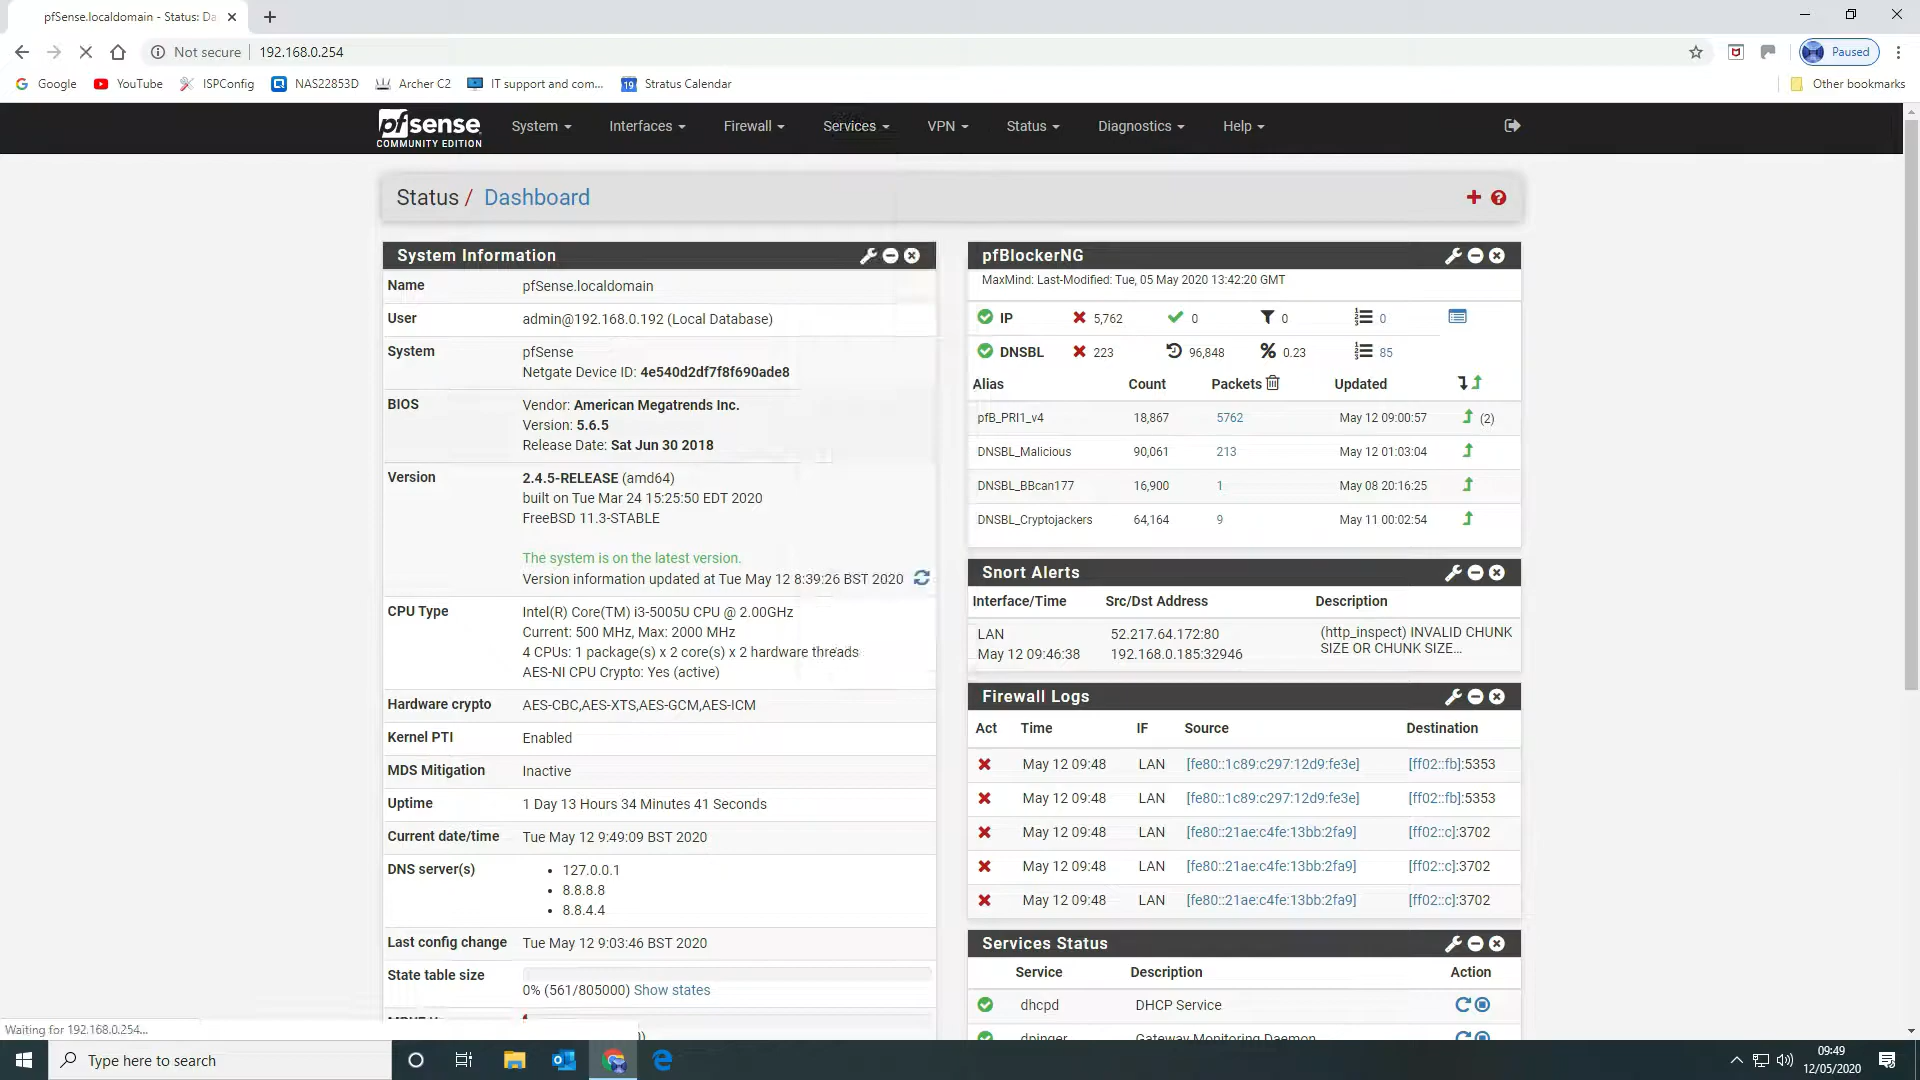 pfSense.localdomain - Status: Da
Not secure
192.168.0.254
Paused
Google
YouTube
ISPConfig
NAS22853D
Archer C2
IT support and com...
19
Stratus Calendar
Other bookmarks
pfsense
COMMUNITY EDITION
System
Interfaces
Firewall
Services
VPN
Status
Diagnostics
Help
Status / Dashboard
System Information
Name
pfSense.localdomain
User
admin@192.168.0.192 (Local Database)
System
pfSense
Netgate Device ID: 4e540d2df7f8f690ade8
BIOS
Vendor: American Megatrends Inc.
Version: 5.6.5
Release Date: Sat Jun 30 2018
Version
2.4.5-RELEASE (amd64)
built on Tue Mar 24 15:25:50 EDT 2020
FreeBSD 11.3-STABLE
The system is on the latest version.
Version information updated at Tue May 12 8:39:26 BST 2020
CPU Type
Intel(R) Core(TM) i3-5005U CPU @ 2.00GHz
Current: 500 MHz, Max: 2000 MHz
4 CPUs: 1 package(s) x 2 core(s) x 2 hardware threads
AES-NI CPU Crypto: Yes (active)
Hardware crypto
AES-CBC,AES-XTS,AES-GCM,AES-ICM
Kernel PTI
Enabled
MDS Mitigation
Inactive
Uptime
1 Day 13 Hours 34 Minutes 41 Seconds
Current date/time
Tue May 12 9:49:09 BST 2020
DNS server(s)
• 127.0.0.1
• 8.8.8.8
• 8.8.4.4
Last config change
Tue May 12 9:03:46 BST 2020
State table size
0% (561/805000) Show states
pfBlockerNG
MaxMind: Last-Modified: Tue, 05 May 2020 13:42:20 GMT
IP 5,762 0 0 0
DNSBL 223 96,848 % 0.23 85
Alias Count Packets Updated
pfB_PRI1_v4 18,867 5762 May 12 09:00:57 (2)
DNSBL_Malicious 90,061 213 May 12 01:03:04
DNSBL_BBcan177 16,900 1 May 08 20:16:25
DNSBL_Cryptojackers 64,164 9 May 11 00:02:54
Snort Alerts
Interface/Time Src/Dst Address Description
LAN 52.217.64.172:80 (http_inspect) INVALID CHUNK
May 12 09:46:38 192.168.0.185:32946 SIZE OR CHUNK SIZE...
Firewall Logs
Act Time IF Source Destination
May 12 09:48 LAN [fe80::1c89:c297:12d9:fe3e] [ff02::fb]:5353
May 12 09:48 LAN [fe80::1c89:c297:12d9:fe3e] [ff02::fb]:5353
May 12 09:48 LAN [fe80::21ae:c4fe:13bb:2fa9] [ff02::c]:3702
May 12 09:48 LAN [fe80::21ae:c4fe:13bb:2fa9] [ff02::c]:3702
May 12 09:48 LAN [fe80::21ae:c4fe:13bb:2fa9] [ff02::c]:3702
Services Status
Service Description Action
dhcpd DHCP Service
dpinger Gateway Monitoring Daemon
Waiting for 192.168.0.254...
Type here to search
09:49
12/05/2020